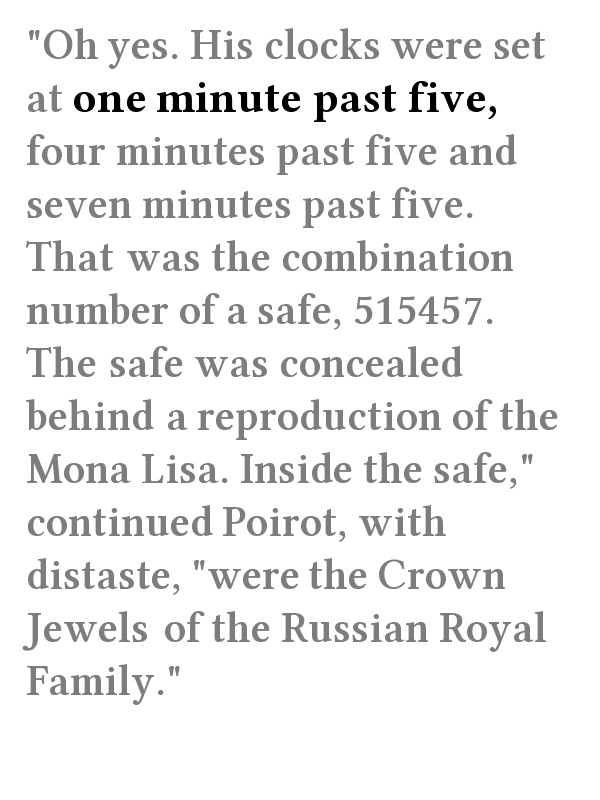 "Oh yes. His clocks were set
at one minute past five,
four minutes past five and
seven minutes past five.
That was the combination
number of a safe, 515457.
The safe was concealed
behind a reproduction of the
Mona Lisa. Inside the safe,"
continued Poirot, with
distaste, "were the Crown
Jewels of the Russian Royal
Family."